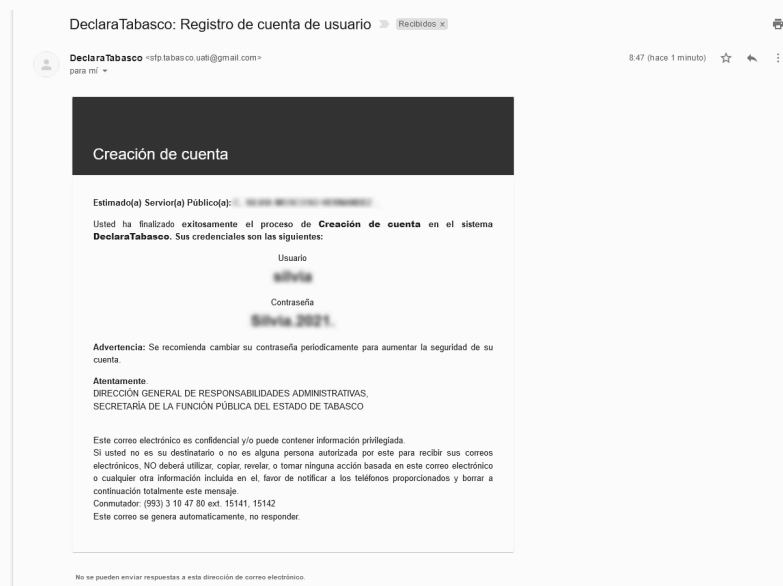 DeclaraTabasco: Registro de cuenta de usuario
Recibidos x
DeclaraTabasco <sfp.tabasco.uati@gmail.com>
8:47 (hace 1 minuto)
para mí
Creación de cuenta
Estimado(a) Servior(a) Público(a):
Usted ha finalizado exitosamente el proceso de Creación de cuenta en el sistema
DeclaraTabasco. Sus credenciales son las siguientes:
Usuario
Contraseña
Advertencia: Se recomienda cambiar su contraseña periodicamente para aumentar la seguridad de su
cuenta.
Atentamente.
DIRECCIÓN GENERAL DE RESPONSABILIDADES ADMINISTRATIVAS,
SECRETARÍA DE LA FUNCIÓN PÚBLICA DEL ESTADO DE TABASCO
Este correo electrónico es confidencial y/o puede contener información privilegiada.
Si usted no es su destinatario o no es alguna persona autorizada por este para recibir sus correos
electrónicos, NO deberá utilizar, copiar, revelar, o tomar ninguna acción basada en este correo electrónico
o cualquier otra información incluida en el, favor de notificar a los teléfonos proporcionados y borrar a
continuación totalmente este mensaje.
Conmutador: (993) 3 10 47 80 ext. 15141, 15142
Este correo se genera automaticamente, no responder.
No se pueden enviar respuestas a esta dirección de correo electrónico.